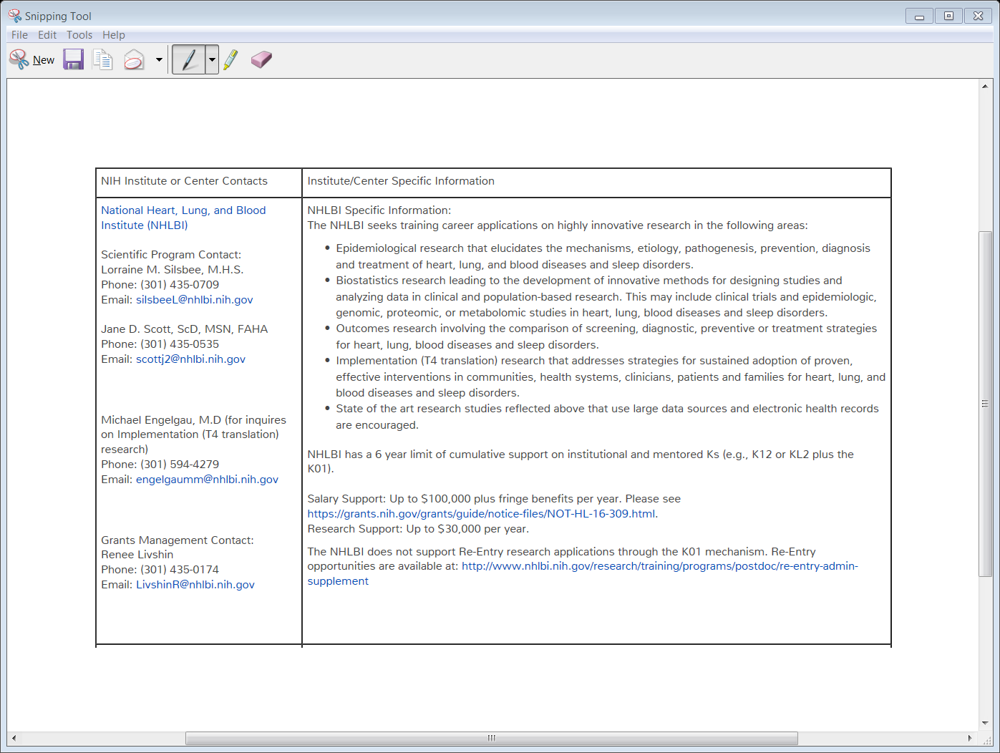 Snipping Tool
File Edit Tools Help
New
NIH Institute or Center Contacts
Institute/Center Specific Information
National Heart, Lung, and Blood
Institute (NHLBI)
Scientific Program Contact:
Lorraine M. Silsbee, M.H.S.
Phone: (301) 435-0709
Email: silsbeeL@nhlbi.nih.gov
Jane D. Scott, ScD, MSN, FAHA
Phone: (301) 435-0535
Email: scottj2@nhlbi.nih.gov
Michael Engelgau, M.D (for inquires
on Implementation (T4 translation)
research)
Phone: (301) 594-4279
Email: engelgaumm@nhlbi.nih.gov
Grants Management Contact:
Renee Livshin
Phone: (301) 435-0174
Email: LivshinR@nhlbi.nih.gov
NHLBI Specific Information:
The NHLBI seeks training career applications on highly innovative research in the following areas:
• Epidemiological research that elucidates the mechanisms, etiology, pathogenesis, prevention, diagnosis
and treatment of heart, lung, and blood diseases and sleep disorders.
• Biostatistics research leading to the development of innovative methods for designing studies and
analyzing data in clinical and population-based research. This may include clinical trials and epidemiologic,
genomic, proteomic, or metabolomic studies in heart, lung, blood diseases and sleep disorders.
• Outcomes research involving the comparison of screening, diagnostic, preventive or treatment strategies
for heart, lung, blood diseases and sleep disorders.
• Implementation (T4 translation) research that addresses strategies for sustained adoption of proven,
effective interventions in communities, health systems, clinicians, patients and families for heart, lung, and
blood diseases and sleep disorders.
• State of the art research studies reflected above that use large data sources and electronic health records
are encouraged.
NHLBI has a 6 year limit of cumulative support on institutional and mentored Ks (e.g., K12 or KL2 plus the
K01).
Salary Support: Up to $100,000 plus fringe benefits per year. Please see
https://grants.nih.gov/grants/guide/notice-files/NOT-HL-16-309.html.
Research Support: Up to $30,000 per year.
The NHLBI does not support Re-Entry research applications through the K01 mechanism. Re-Entry
opportunities are available at: http://www.nhlbi.nih.gov/research/training/programs/postdoc/re-entry-admin-
supplement